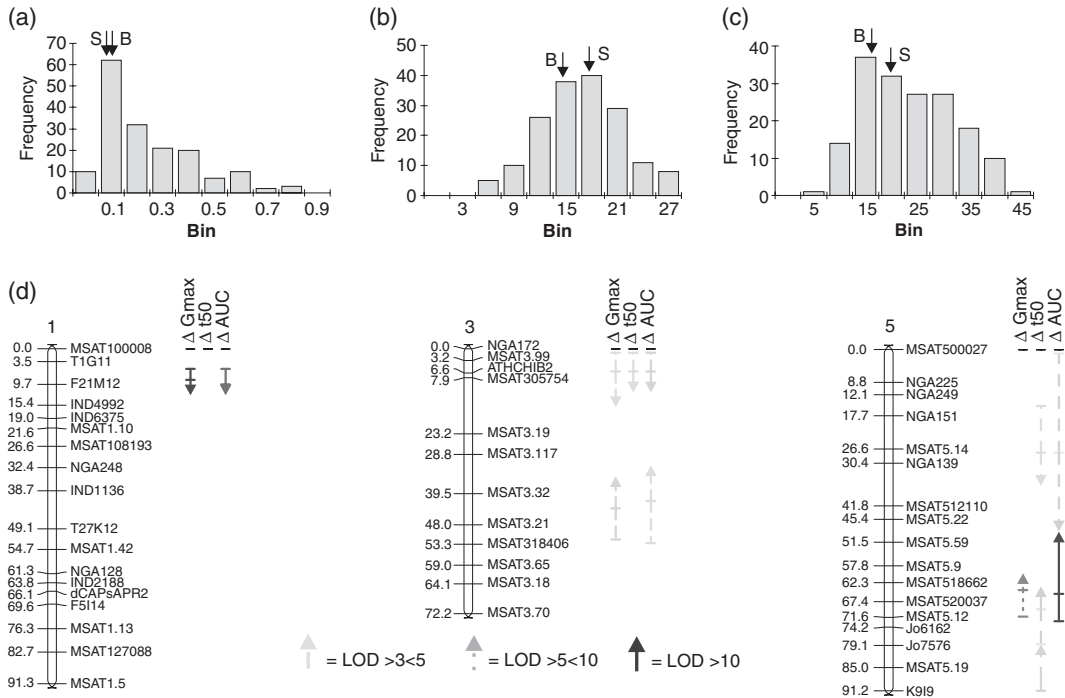 (a)
S B
Frequency
70
60
50
40
30
20
10
0
0.1 0.3 0.5 0.7 0.9
Bin
(b)
B S
Frequency
50
40
30
20
10
0
3 9 15 21 27
Bin
(c)
B S
Frequency
40
30
20
10
0
5 15 25 35 45
Bin
(d)
1
Δ Gmax
Δ t50
Δ AUC
0.0 MSAT100008
3.5 T1G11
9.7 F21M12
15.4 IND4992
19.0 IND6375
21.6 MSAT1.10
26.6 MSAT108193
32.4 NGA248
38.7 IND1136
49.1 T27K12
54.7 MSAT1.42
61.3 NGA128
63.8 IND2188
66.1 dCAPsAPR2
69.6 F5I14
76.3 MSAT1.13
82.7 MSAT127088
91.3 MSAT1.5
3
Δ Gmax
Δ t50
Δ AUC
0.0 NGA172
3.2 MSAT3.99
6.6 ATHCHIB2
7.9 MSAT305754
23.2 MSAT3.19
28.8 MSAT3.117
39.5 MSAT3.32
48.0 MSAT3.21
53.3 MSAT318406
59.0 MSAT3.65
64.1 MSAT3.18
72.2 MSAT3.70
5
Δ Gmax
Δ t50
Δ AUC
0.0 MSAT500027
8.8 NGA225
12.1 NGA249
17.7 NGA151
26.6 MSAT5.14
30.4 NGA139
41.8 MSAT512110
45.4 MSAT5.22
51.5 MSAT5.59
57.8 MSAT5.9
62.3 MSAT518662
67.4 MSAT520037
71.6 MSAT5.12
74.2 Jo6162
79.1 Jo7576
85.0 MSAT5.19
91.2 K9I9
= LOD >3<5
= LOD >5<10
= LOD >10